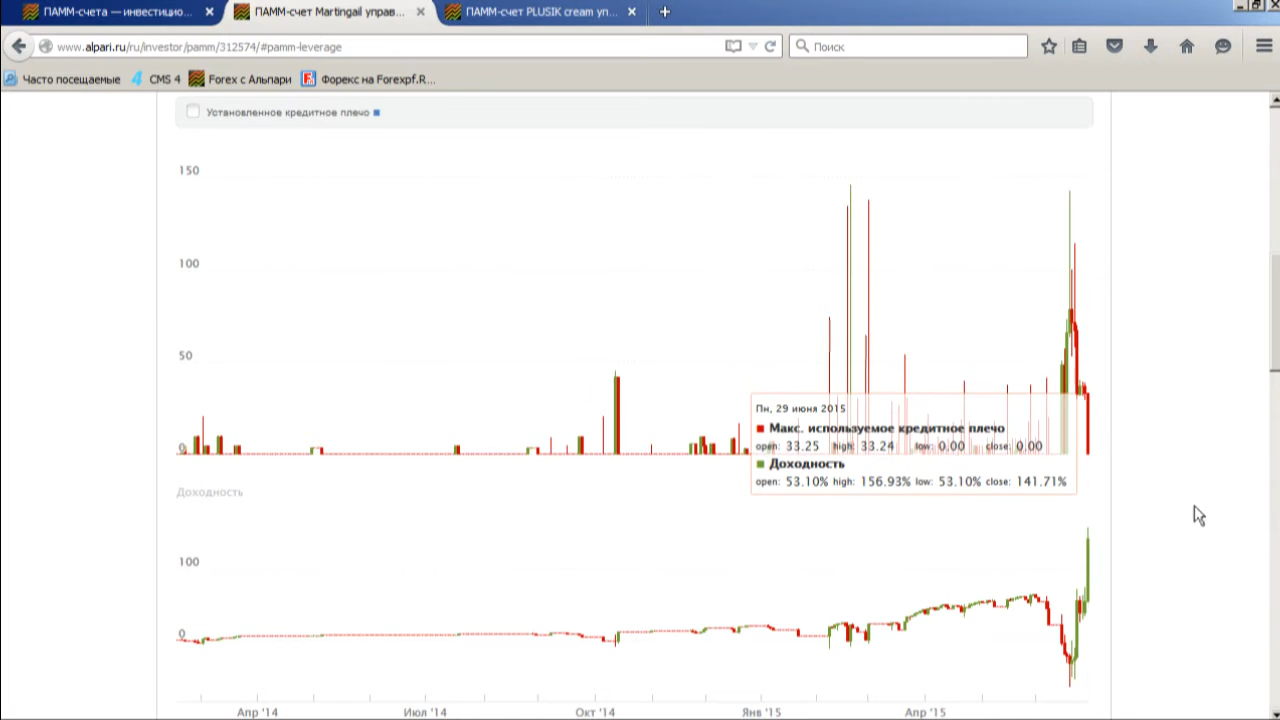 ПАММ-счета — инвестицио...
ПАММ-счет Martingail управ...
ПАММ-счет PLUSIK cream уп...
www.alpari.ru/ru/investor/pamm/312574/#pamm-leverage
Поиск
Часто посещаемые
CMS 4
Forex с Альпари
Форекс на Forexpf.R...
Установленное кредитное плечо
150
100
50
0
Пн, 29 июня 2015
Макс. используемое кредитное плечо
open: 33.25 high: 33.24 low: 0.00 close: 0.00
Доходность
open: 53.10% high: 156.93% low: 53.10% close: 141.71%
Доходность
100
0
Апр '14
Июл '14
Окт '14
Янв '15
Апр '15